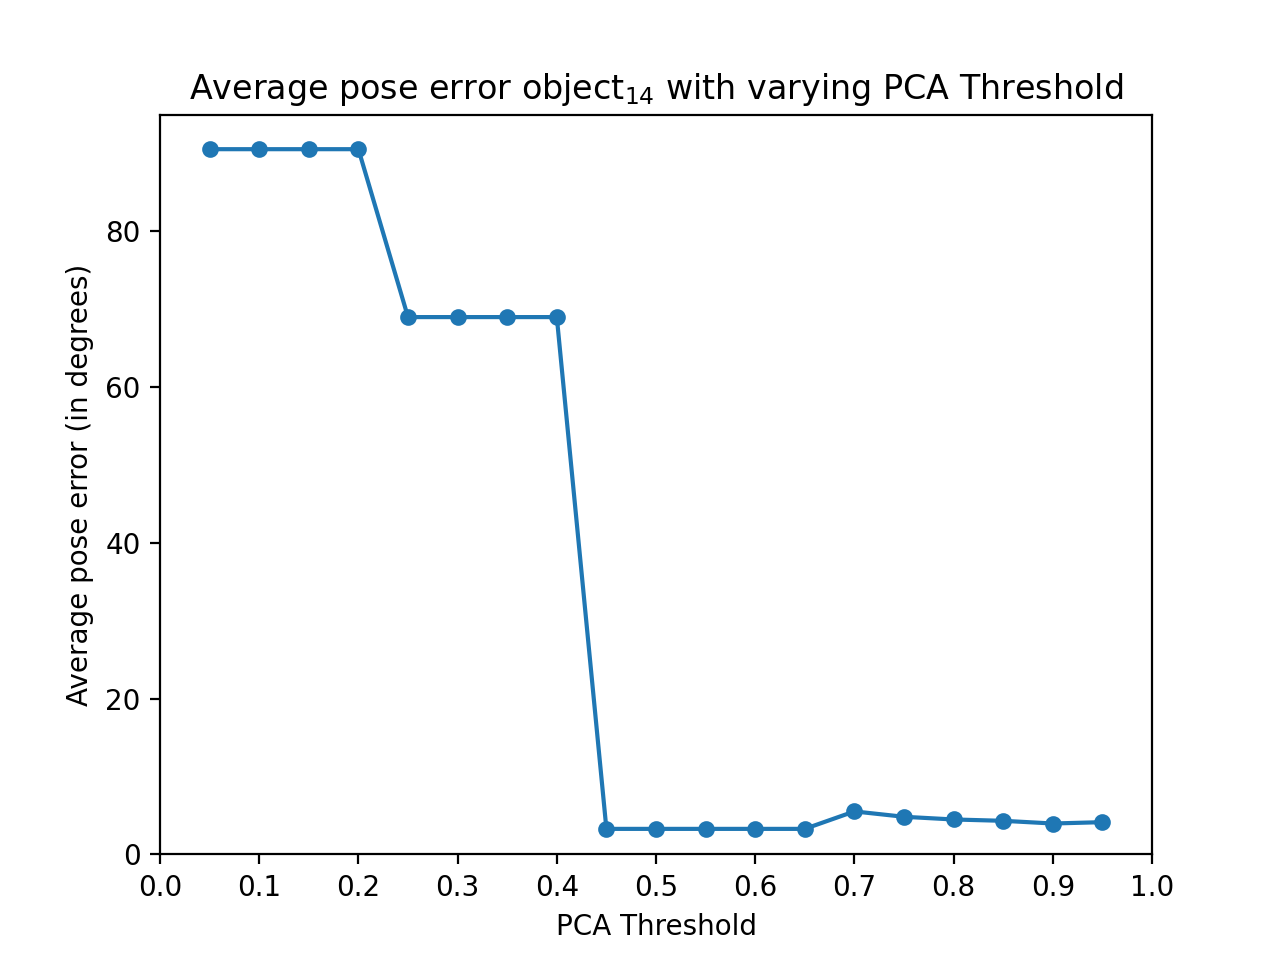 Average pose error object₁₄ with varying PCA Threshold
Average pose error (in degrees)
80
60
40
20
0
0.0 0.1 0.2 0.3 0.4 0.5 0.6 0.7 0.8 0.9 1.0
PCA Threshold